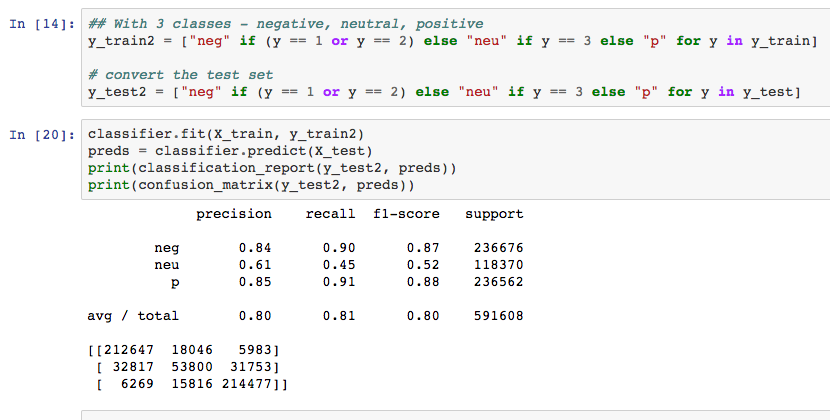 In [14]: ## With 3 classes - negative, neutral, positive
y_train2 = ["neg" if (y == 1 or y == 2) else "neu" if y == 3 else "p" for y in y_train]
# convert the test set
y_test2 = ["neg" if (y == 1 or y == 2) else "neu" if y == 3 else "p" for y in y_test]
In [20]: classifier.fit(X_train, y_train2)
preds = classifier.predict(X_test)
print(classification_report(y_test2, preds))
print(confusion_matrix(y_test2, preds))
precision recall f1-score support
neg 0.84 0.90 0.87 236676
neu 0.61 0.45 0.52 118370
p 0.85 0.91 0.88 236562
avg / total 0.80 0.81 0.80 591608
[[212647 18046 5983]
[ 32817 53800 31753]
[ 6269 15816 214477]]